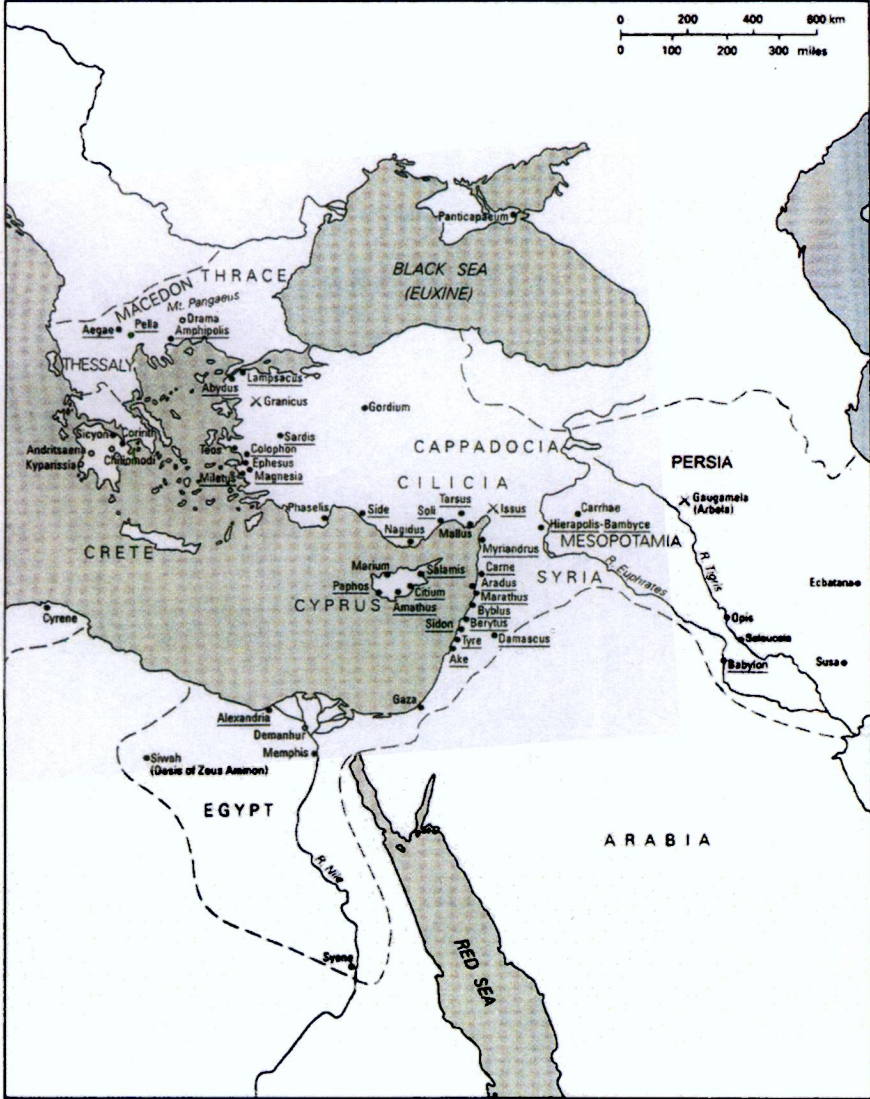 0 200 400 600 km
0 100 200 300 miles
Panticapaeum
BLACK SEA
(EUXINE)
THRACE
MACEDON
Mt. Pangaeus
Drama
Aegae
Pella
Amphipolis
THESSALY
Lampsacus
Abydus
Granicus
Gordium
Sicyon
Corinth
Andritsaena
Kyparissia
Chiliomodi
Sardis
Teos
Colophon
Ephesus
Miletus
Magnesia
CAPPADOCIA
PERSIA
CILICIA
Gaugamela
(Arbela)
Phaselis
Side
Soli
Tarsus
Issus
Carrhae
Nagidus
Mallus
Hierapolis-Bambyce
MESOPOTAMIA
Myriandrus
CRETE
Marium
Salamis
Carne
SYRIA
R. Euphrates
R. Tigris
Ecbatana
Paphos
Citium
Aradus
Marathus
CYPRUS
Amathus
Byblus
Cyrene
Sidon
Berytus
Opis
Tyre
Damascus
Seleuceia
Ake
Babylon
Susa
Gaza
Alexandria
Demanhur
Memphis
Siwah
(Oasis of Zeus Ammon)
EGYPT
ARABIA
R. Nile
Syene
RED SEA